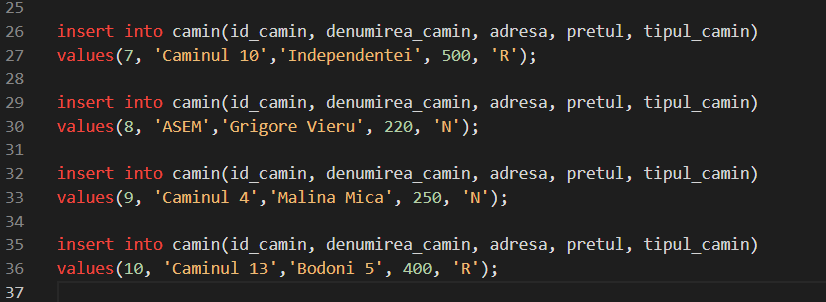 25
26 insert into camin(id_camin, denumirea_camin, adresa, pretul, tipul_camin)
27 values(7, 'Caminul 10','Independentei', 500, 'R');
28
29 insert into camin(id_camin, denumirea_camin, adresa, pretul, tipul_camin)
30 values(8, 'ASEM','Grigore Vieru', 220, 'N');
31
32 insert into camin(id_camin, denumirea_camin, adresa, pretul, tipul_camin)
33 values(9, 'Caminul 4','Malina Mica', 250, 'N');
34
35 insert into camin(id_camin, denumirea_camin, adresa, pretul, tipul_camin)
36 values(10, 'Caminul 13','Bodoni 5', 400, 'R');
37